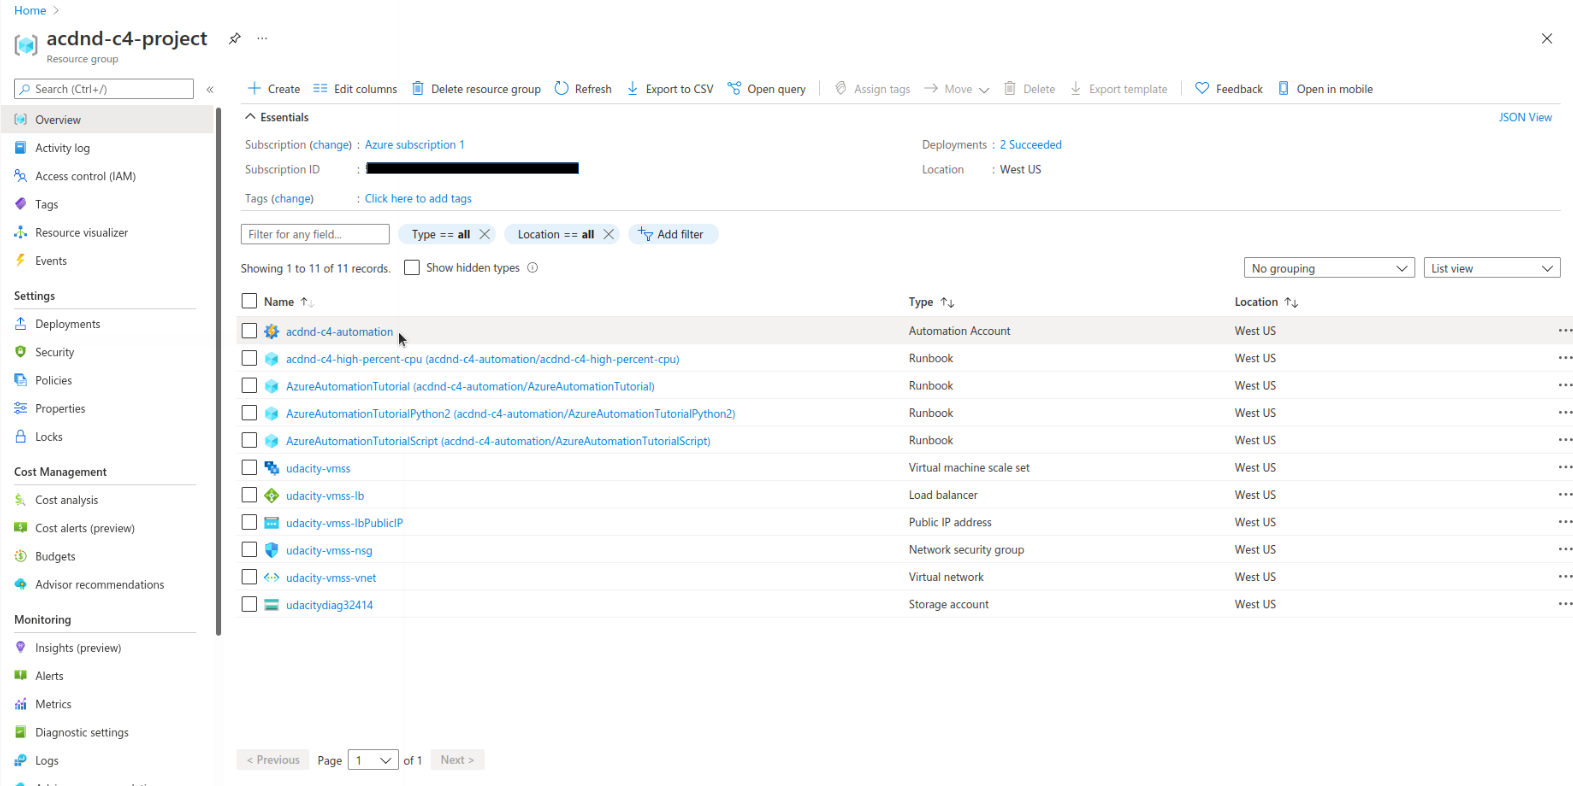 Home >
acdnd-c4-project ...
Resource group
Search (Ctrl+/) «
Overview
Activity log
Access control (IAM)
Tags
Resource visualizer
Events
Settings
Deployments
Security
Policies
Properties
Locks
Cost Management
Cost analysis
Cost alerts (preview)
Budgets
Advisor recommendations
Monitoring
Insights (preview)
Alerts
Metrics
Diagnostic settings
Logs
Create Edit columns Delete resource group Refresh Export to CSV Open query Assign tags Move Delete Export template Feedback Open in mobile
Essentials JSON View
Subscription (change) : Azure subscription 1 Deployments : 2 Succeeded
Subscription ID : Location : West US
Tags (change) : Click here to add tags
Filter for any field... Type == all Location == all Add filter
Showing 1 to 11 of 11 records. Show hidden types No grouping List view
Name Type Location
acdnd-c4-automation Automation Account West US
acdnd-c4-high-percent-cpu (acdnd-c4-automation/acdnd-c4-high-percent-cpu) Runbook West US
AzureAutomationTutorial (acdnd-c4-automation/AzureAutomationTutorial) Runbook West US
AzureAutomationTutorialPython2 (acdnd-c4-automation/AzureAutomationTutorialPython2) Runbook West US
AzureAutomationTutorialScript (acdnd-c4-automation/AzureAutomationTutorialScript) Runbook West US
udacity-vmss Virtual machine scale set West US
udacity-vmss-lb Load balancer West US
udacity-vmss-lbPublicIP Public IP address West US
udacity-vmss-nsg Network security group West US
udacity-vmss-vnet Virtual network West US
udacitydiag32414 Storage account West US
< Previous Page 1 of 1 Next >